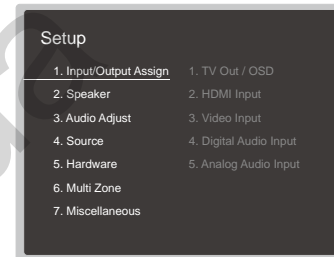 Setup
1. Input/Output Assign
2. Speaker
3. Audio Adjust
4. Source
5. Hardware
6. Multi Zone
7. Miscellaneous
1. TV Out / OSD
2. HDMI Input
3. Video Input
4. Digital Audio Input
5. Analog Audio Input